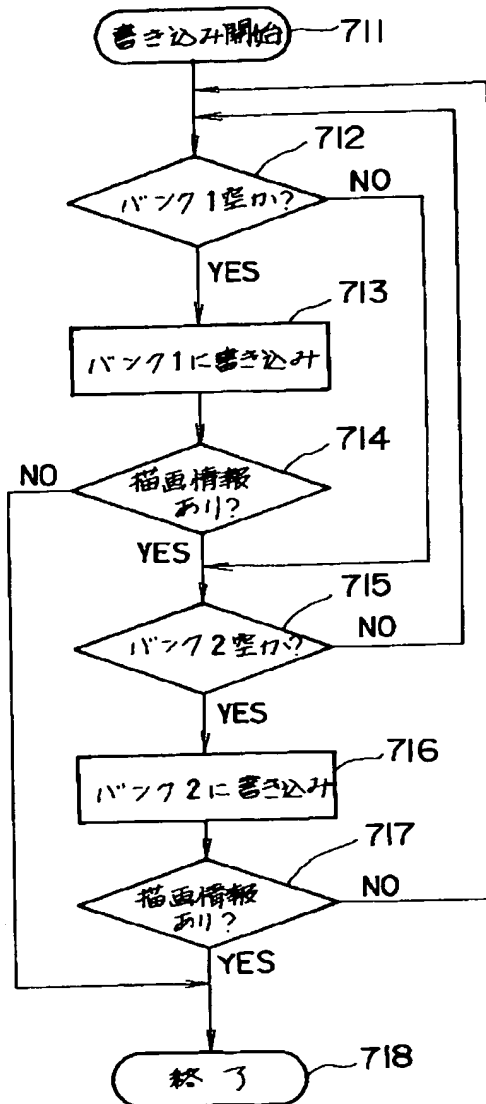 書き込み開始
711
712
バンク1空か?
NO
YES
713
バンク1に書き込み
714
NO
描画情報
あり?
YES
715
バンク2空か?
NO
YES
716
バンク2に書き込み
717
描画情報
あり?
NO
YES
終了
718